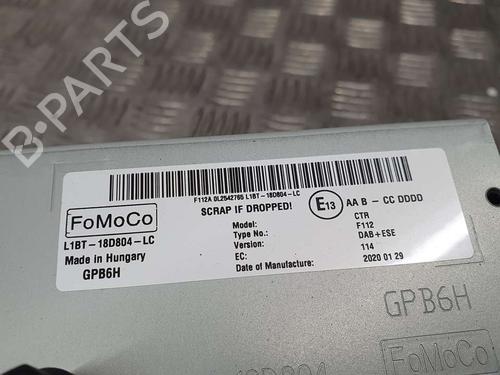 F112A 0L2542765 L1BT-18D804-LC
SCRAP IF DROPPED!
E13 AA B - CC DDDD
FoMoCo
L1BT-18D804-LC
Made in Hungary
GPB6H
Model: CTR
Type No.: F112
Version: DAB+ESE
EC: 114
Date of Manufacture: 2020 01 29
GPB6H
18D804
FoMoCo
B-PARTS